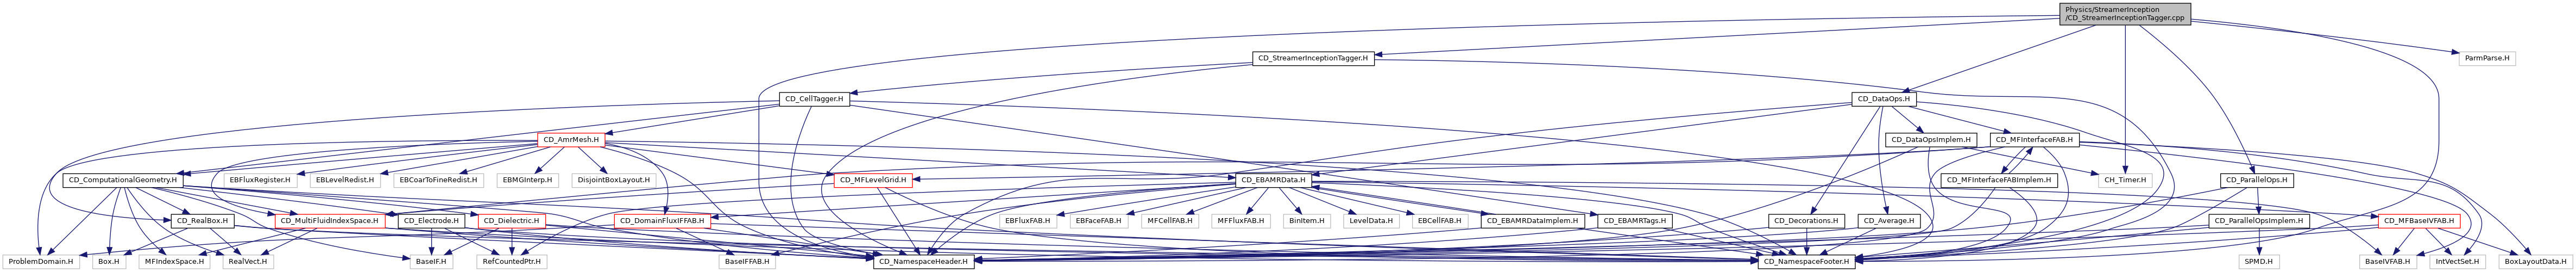 Physics/StreamerInception
/CD_StreamerInceptionTagger.cpp
CD_StreamerInceptionTagger.H
ParmParse.H
CD_CellTagger.H
CD_DataOps.H
CD_AmrMesh.H
CD_DataOpsImplem.H
CD_MFInterfaceFAB.H
CD_ComputationalGeometry.H
EBFluxRegister.H
EBLevelRedist.H
EBCoarToFineRedist.H
EBMGInterp.H
DisjointBoxLayout.H
CD_MFLevelGrid.H
CD_EBAMRData.H
CD_MFInterfaceFABImplem.H
CH_Timer.H
CD_ParallelOps.H
CD_RealBox.H
CD_MultiFluidIndexSpace.H
CD_Electrode.H
CD_Dielectric.H
CD_DomainFluxIFFAB.H
EBFluxFAB.H
EBFaceFAB.H
MFCellFAB.H
MFFluxFAB.H
BinItem.H
LevelData.H
EBCellFAB.H
CD_EBAMRDataImplem.H
CD_EBAMRTags.H
CD_Decorations.H
CD_Average.H
CD_ParallelOpsImplem.H
CD_MFBaseIVFAB.H
ProblemDomain.H
Box.H
MFIndexSpace.H
RealVect.H
BaseIF.H
RefCountedPtr.H
BaseIFFAB.H
CD_NamespaceHeader.H
CD_NamespaceFooter.H
SPMD.H
BaseIVFAB.H
IntVectSet.H
BoxLayoutData.H